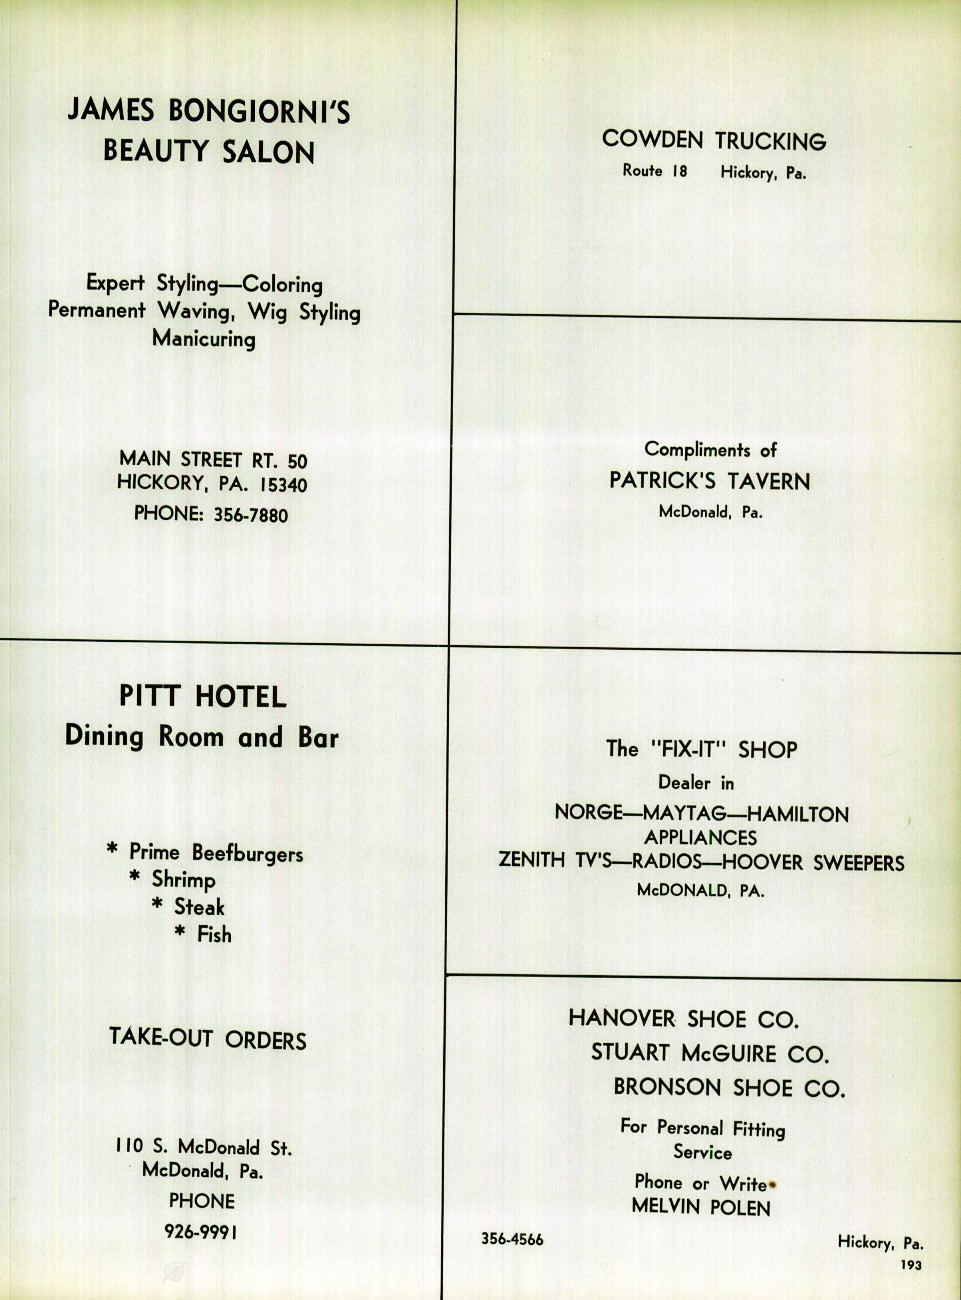 JAMES BONGIORNI'S
BEAUTY SALON
Expert Styling—Coloring
Permanent Waving, Wig Styling
Manicuring
MAIN STREET RT. 50
HICKORY, PA. 15340
PHONE: 356-7880
PITT HOTEL
Dining Room and Bar
* Prime Beefburgers
* Shrimp
* Steak
* Fish
TAKE-OUT ORDERS
110 S. McDonald St.
McDonald, Pa.
PHONE
926-9991
COWDEN TRUCKING
Route 18 Hickory, Pa.
Compliments of
PATRICK'S TAVERN
McDonald, Pa.
The "FIX-IT" SHOP
Dealer in
NORGE—MAYTAG—HAMILTON
APPLIANCES
ZENITH TV'S—RADIOS—HOOVER SWEEPERS
McDONALD, PA.
HANOVER SHOE CO.
STUART McGUIRE CO.
BRONSON SHOE CO.
For Personal Fitting
Service
Phone or Write
MELVIN POLEN
356-4566 Hickory, Pa.
193